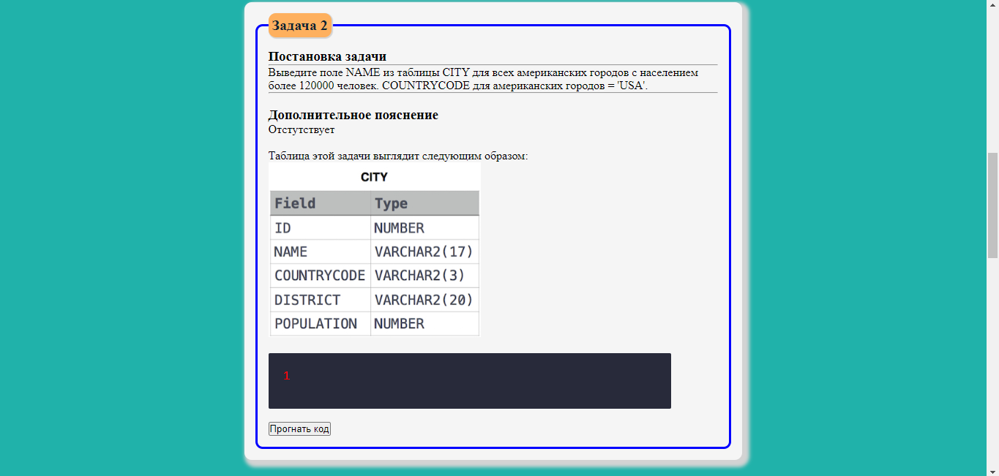 Задача 2
Постановка задачи
Выведите поле NAME из таблицы CITY для всех американских городов с населением
более 120000 человек. COUNTRYCODE для американских городов = 'USA'.
Дополнительное пояснение
Отстутствует
Таблица этой задачи выглядит следующим образом:
CITY
Field Type
ID NUMBER
NAME VARCHAR2(17)
COUNTRYCODE VARCHAR2(3)
DISTRICT VARCHAR2(20)
POPULATION NUMBER
1
Прогнать код